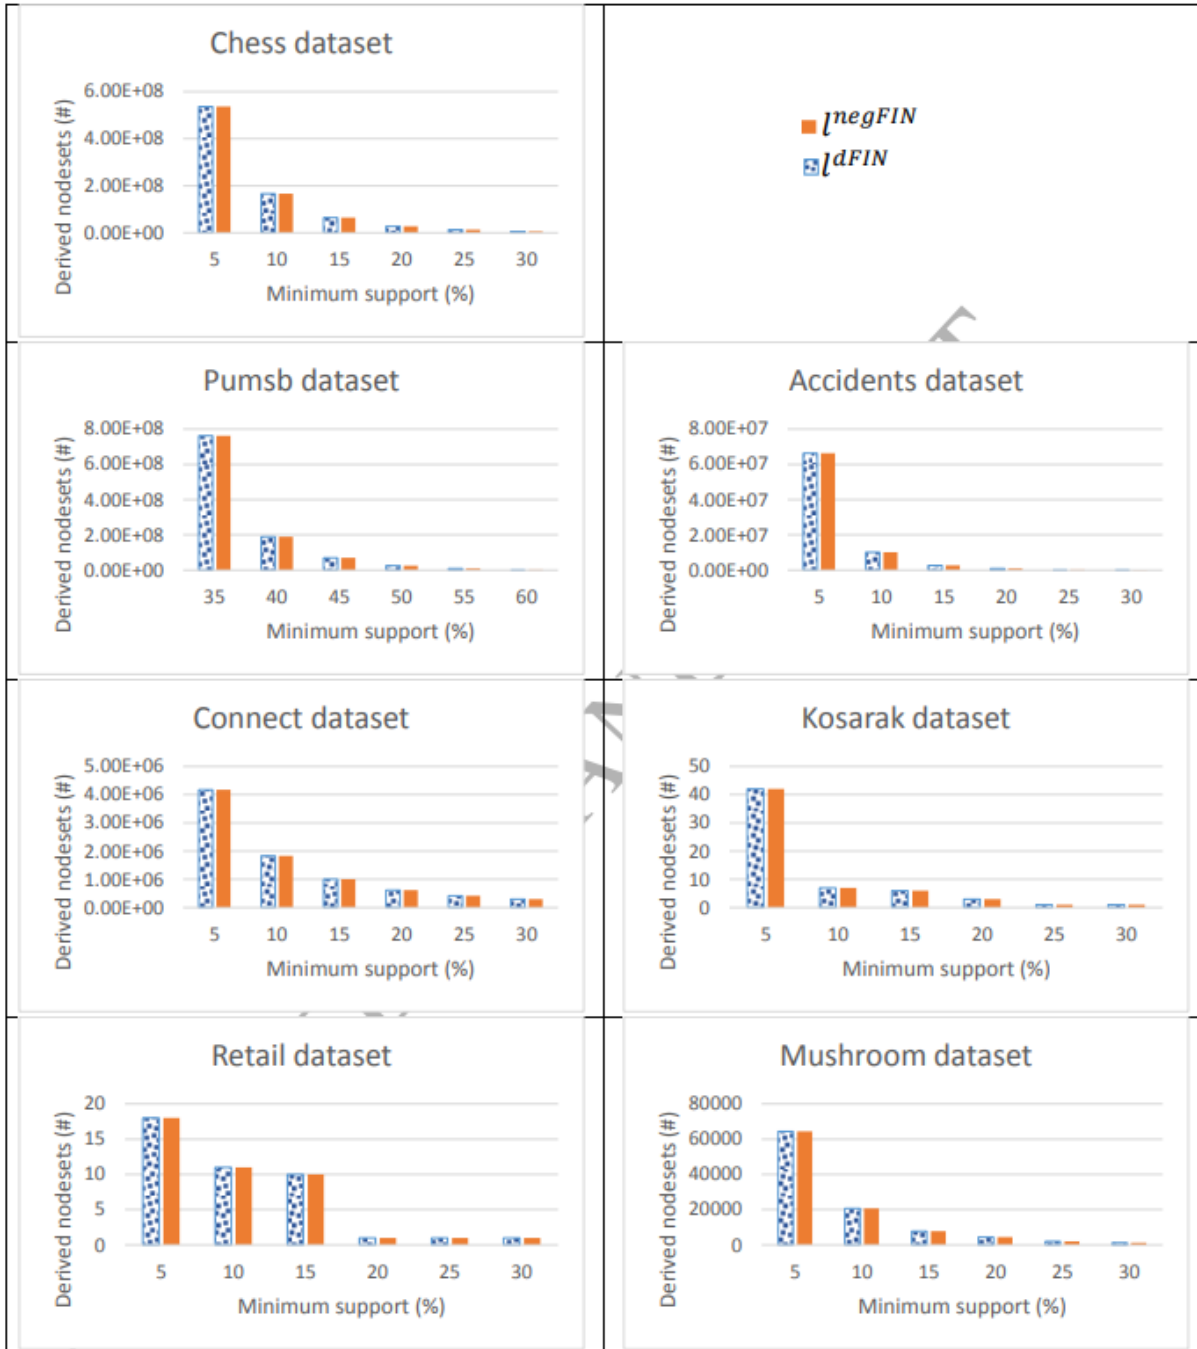 Chess dataset
Derived nodesets (#)
6.00E+08
4.00E+08
2.00E+08
0.00E+00
5 10 15 20 25 30
Minimum support (%)
l^negFIN
l^dFIN
Pumsb dataset
Derived nodesets (#)
8.00E+08
6.00E+08
4.00E+08
2.00E+08
0.00E+00
35 40 45 50 55 60
Minimum support (%)
Accidents dataset
Derived nodesets (#)
8.00E+07
6.00E+07
4.00E+07
2.00E+07
0.00E+00
5 10 15 20 25 30
Minimum support (%)
Connect dataset
Derived nodesets (#)
5.00E+06
4.00E+06
3.00E+06
2.00E+06
1.00E+06
0.00E+00
5 10 15 20 25 30
Minimum support (%)
Kosarak dataset
Derived nodesets (#)
50
40
30
20
10
0
5 10 15 20 25 30
Minimum support (%)
Retail dataset
Derived nodesets (#)
20
15
10
5
0
5 10 15 20 25 30
Minimum support (%)
Mushroom dataset
Derived nodesets (#)
80000
60000
40000
20000
0
5 10 15 20 25 30
Minimum support (%)